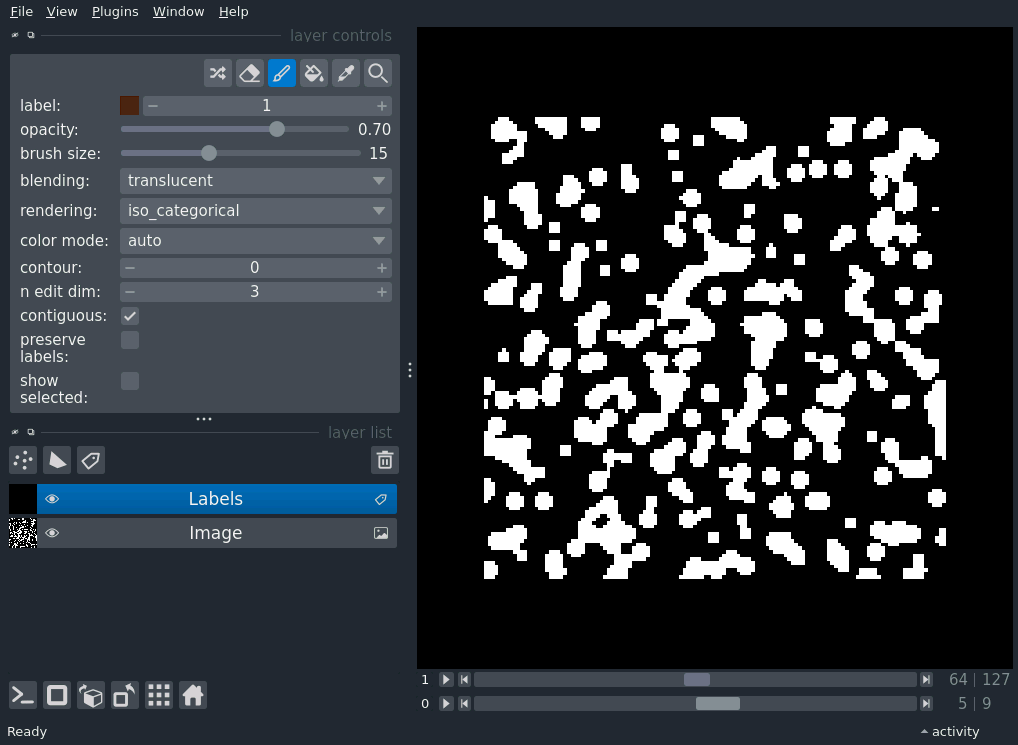 File View Plugins Window Help
layer controls
label: 1
opacity: 0.70
brush size: 15
blending: translucent
rendering: iso_categorical
color mode: auto
contour: 0
n edit dim: 3
contiguous:
preserve
labels:
show
selected:
layer list
Labels
Image
1 64 | 127
0 5 | 9
Ready activity